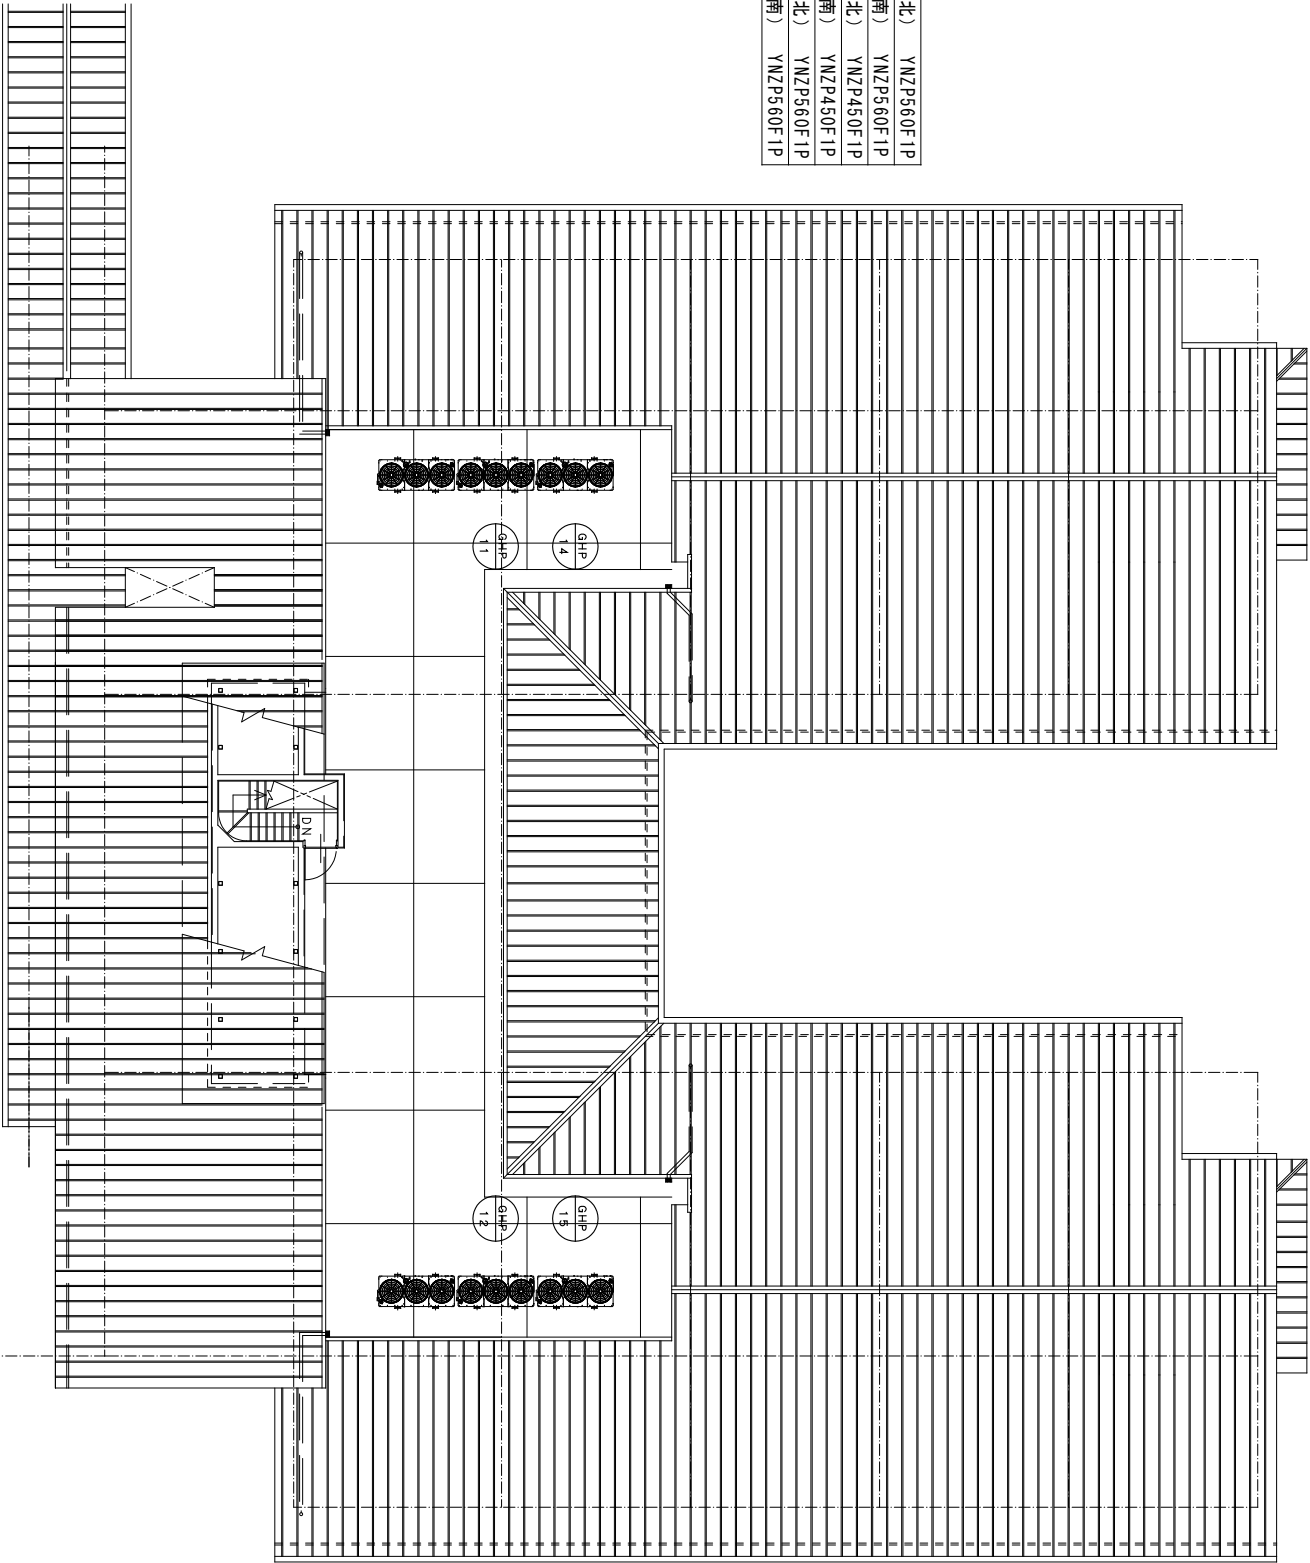 北） YNZP560F1P
南） YNZP560F1P
北） YNZP450F1P
南） YNZP450F1P
北） YNZP560F1P
南） YNZP560F1P
GHP
14
GHP
11
DN
GHP
15
GHP
12